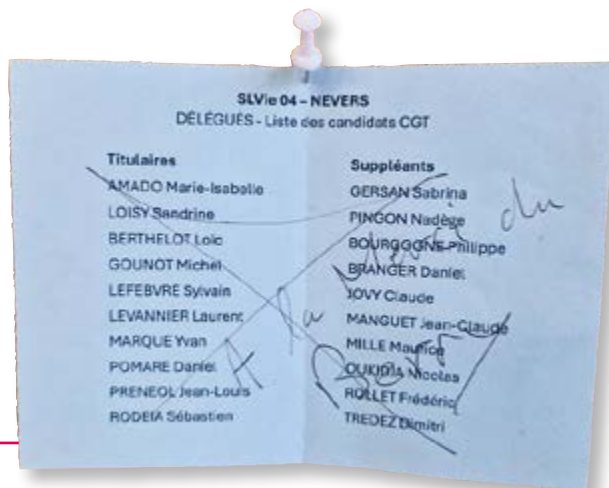 SLVie 04 – NEVERS
DÉLÉGUÉS - Liste des candidats CGT
Titulaires
AMADO Marie-Isabelle
LOISY Sandrine
BERTHELOT Loïc
GOUNOT Michel
LEFEBVRE Sylvain
LEVANNIER Laurent
MARQUE Yvan
POMARE Daniel
PRENEOL Jean-Louis
RODEIA Sébastien
Suppléants
GERSAN Sabrina
PINGON Nadège
BOURGOGNE Philippe
BRANGER Daniel
JOVY Claude
MANGUET Jean-Claude
MILLE Maurice
OUKIDJA Nicolas
ROLLET Frédéric
TREDEZ Dimitri
A la du